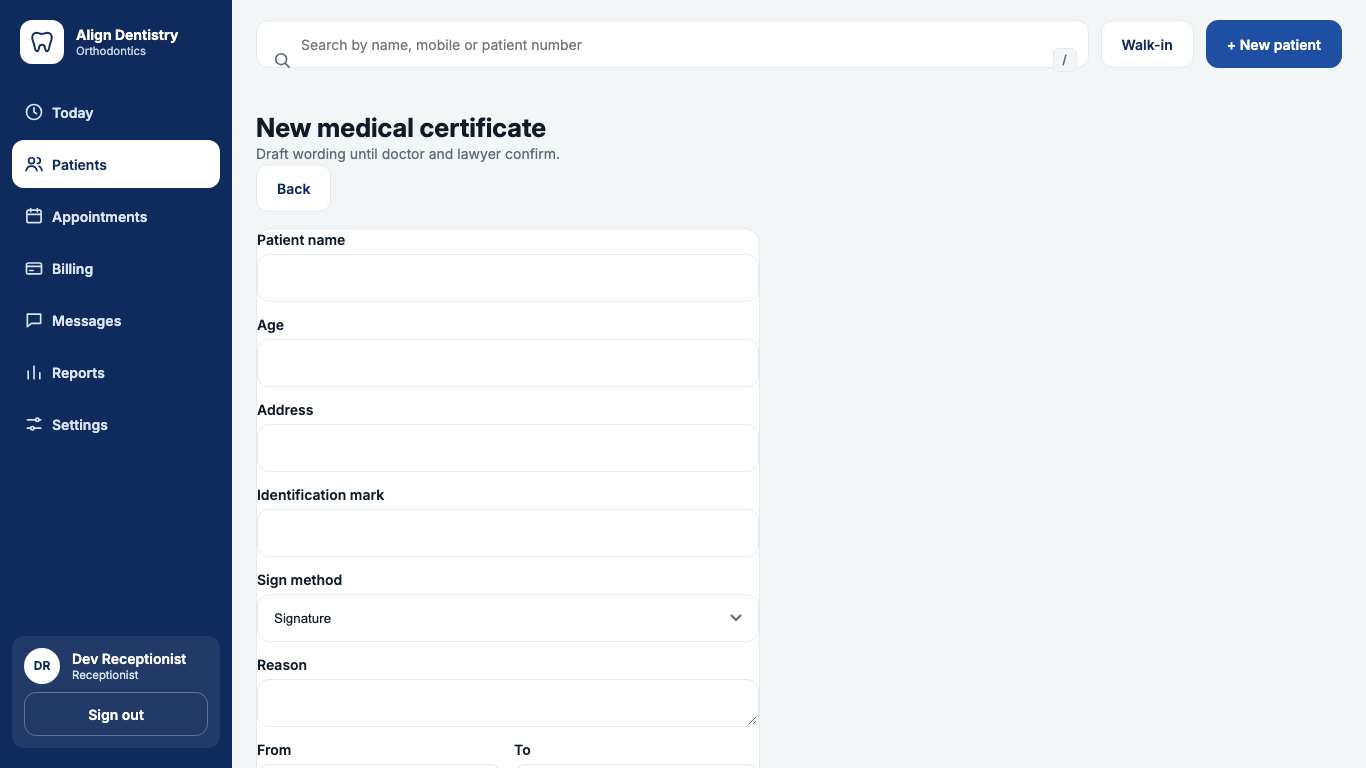 Align Dentistry
Orthodontics
Today
Patients
Appointments
Billing
Messages
Reports
Settings
DR
Dev Receptionist
Receptionist
Sign out
Search by name, mobile or patient number
/
Walk-in
+ New patient
New medical certificate
Draft wording until doctor and lawyer confirm.
Back
Patient name
Age
Address
Identification mark
Sign method
Signature
Reason
From To